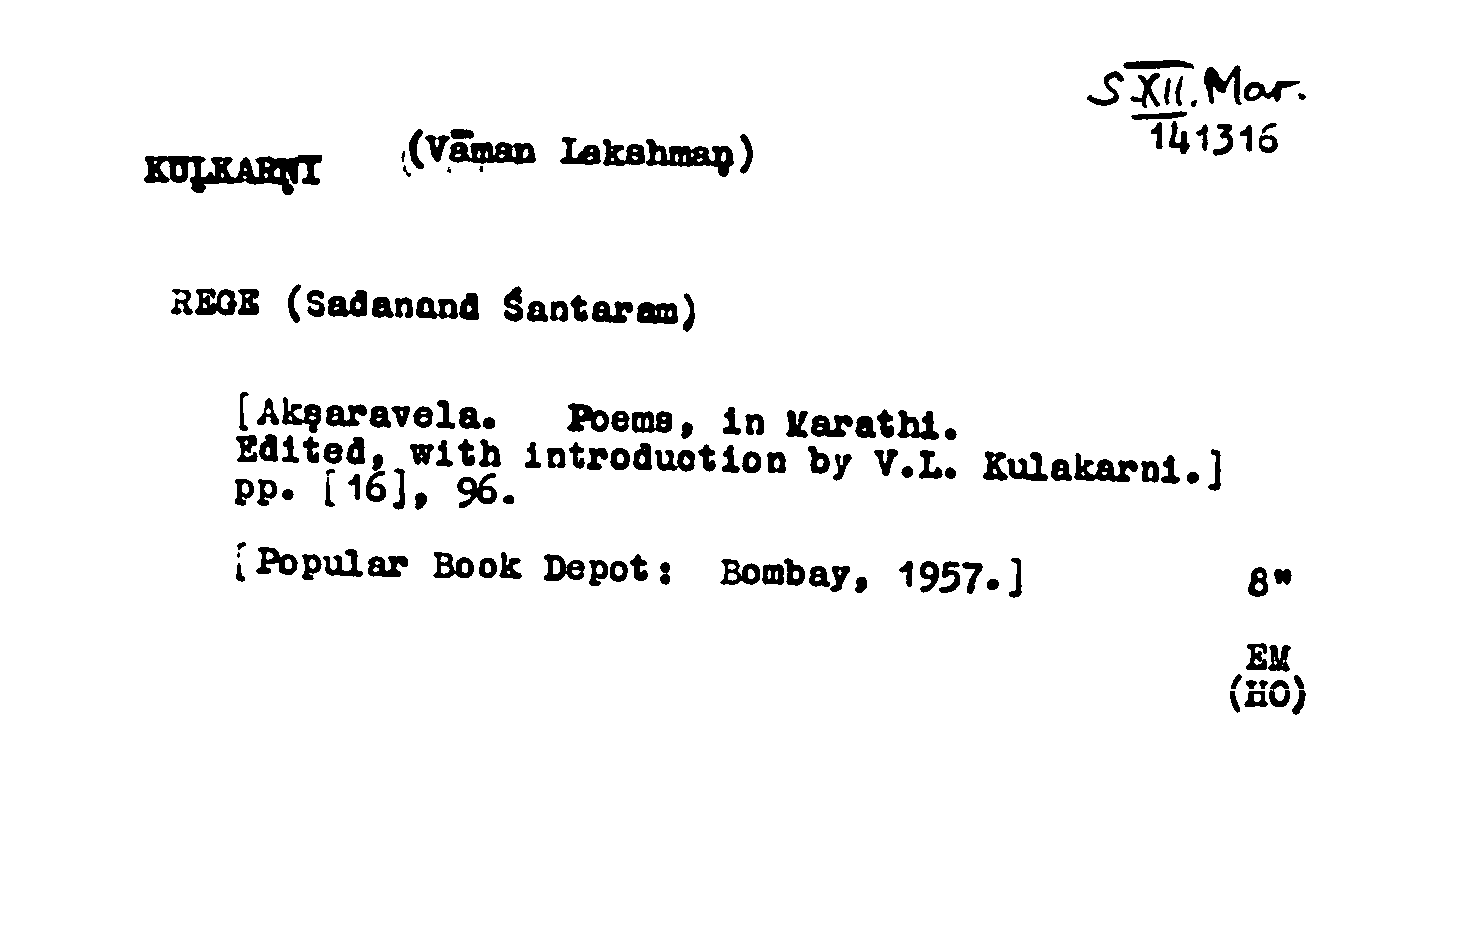 S XII. Mar.
141316
KUḶKARṆI (Vāman Lakshmaṇ)
REGE (Sadanand Śantaram)
[Akṣaravela. Poems, in Marathi.
Edited, with introduction by V.L. Kulakarni.]
pp. [16], 96.
[Popular Book Depot: Bombay, 1957.] 8"
EM
(HO)